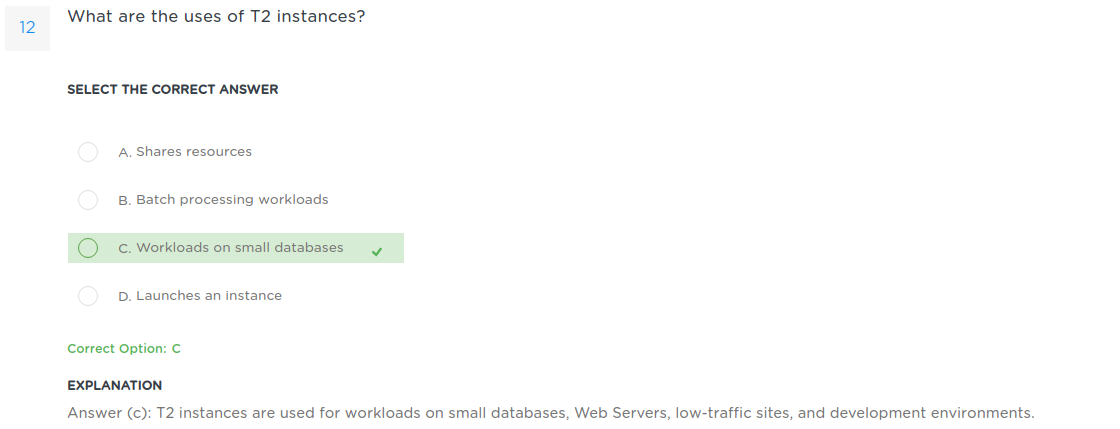 12
What are the uses of T2 instances?
SELECT THE CORRECT ANSWER
A. Shares resources
B. Batch processing workloads
C. Workloads on small databases
D. Launches an instance
Correct Option: C
EXPLANATION
Answer (c): T2 instances are used for workloads on small databases, Web Servers, low-traffic sites, and development environments.